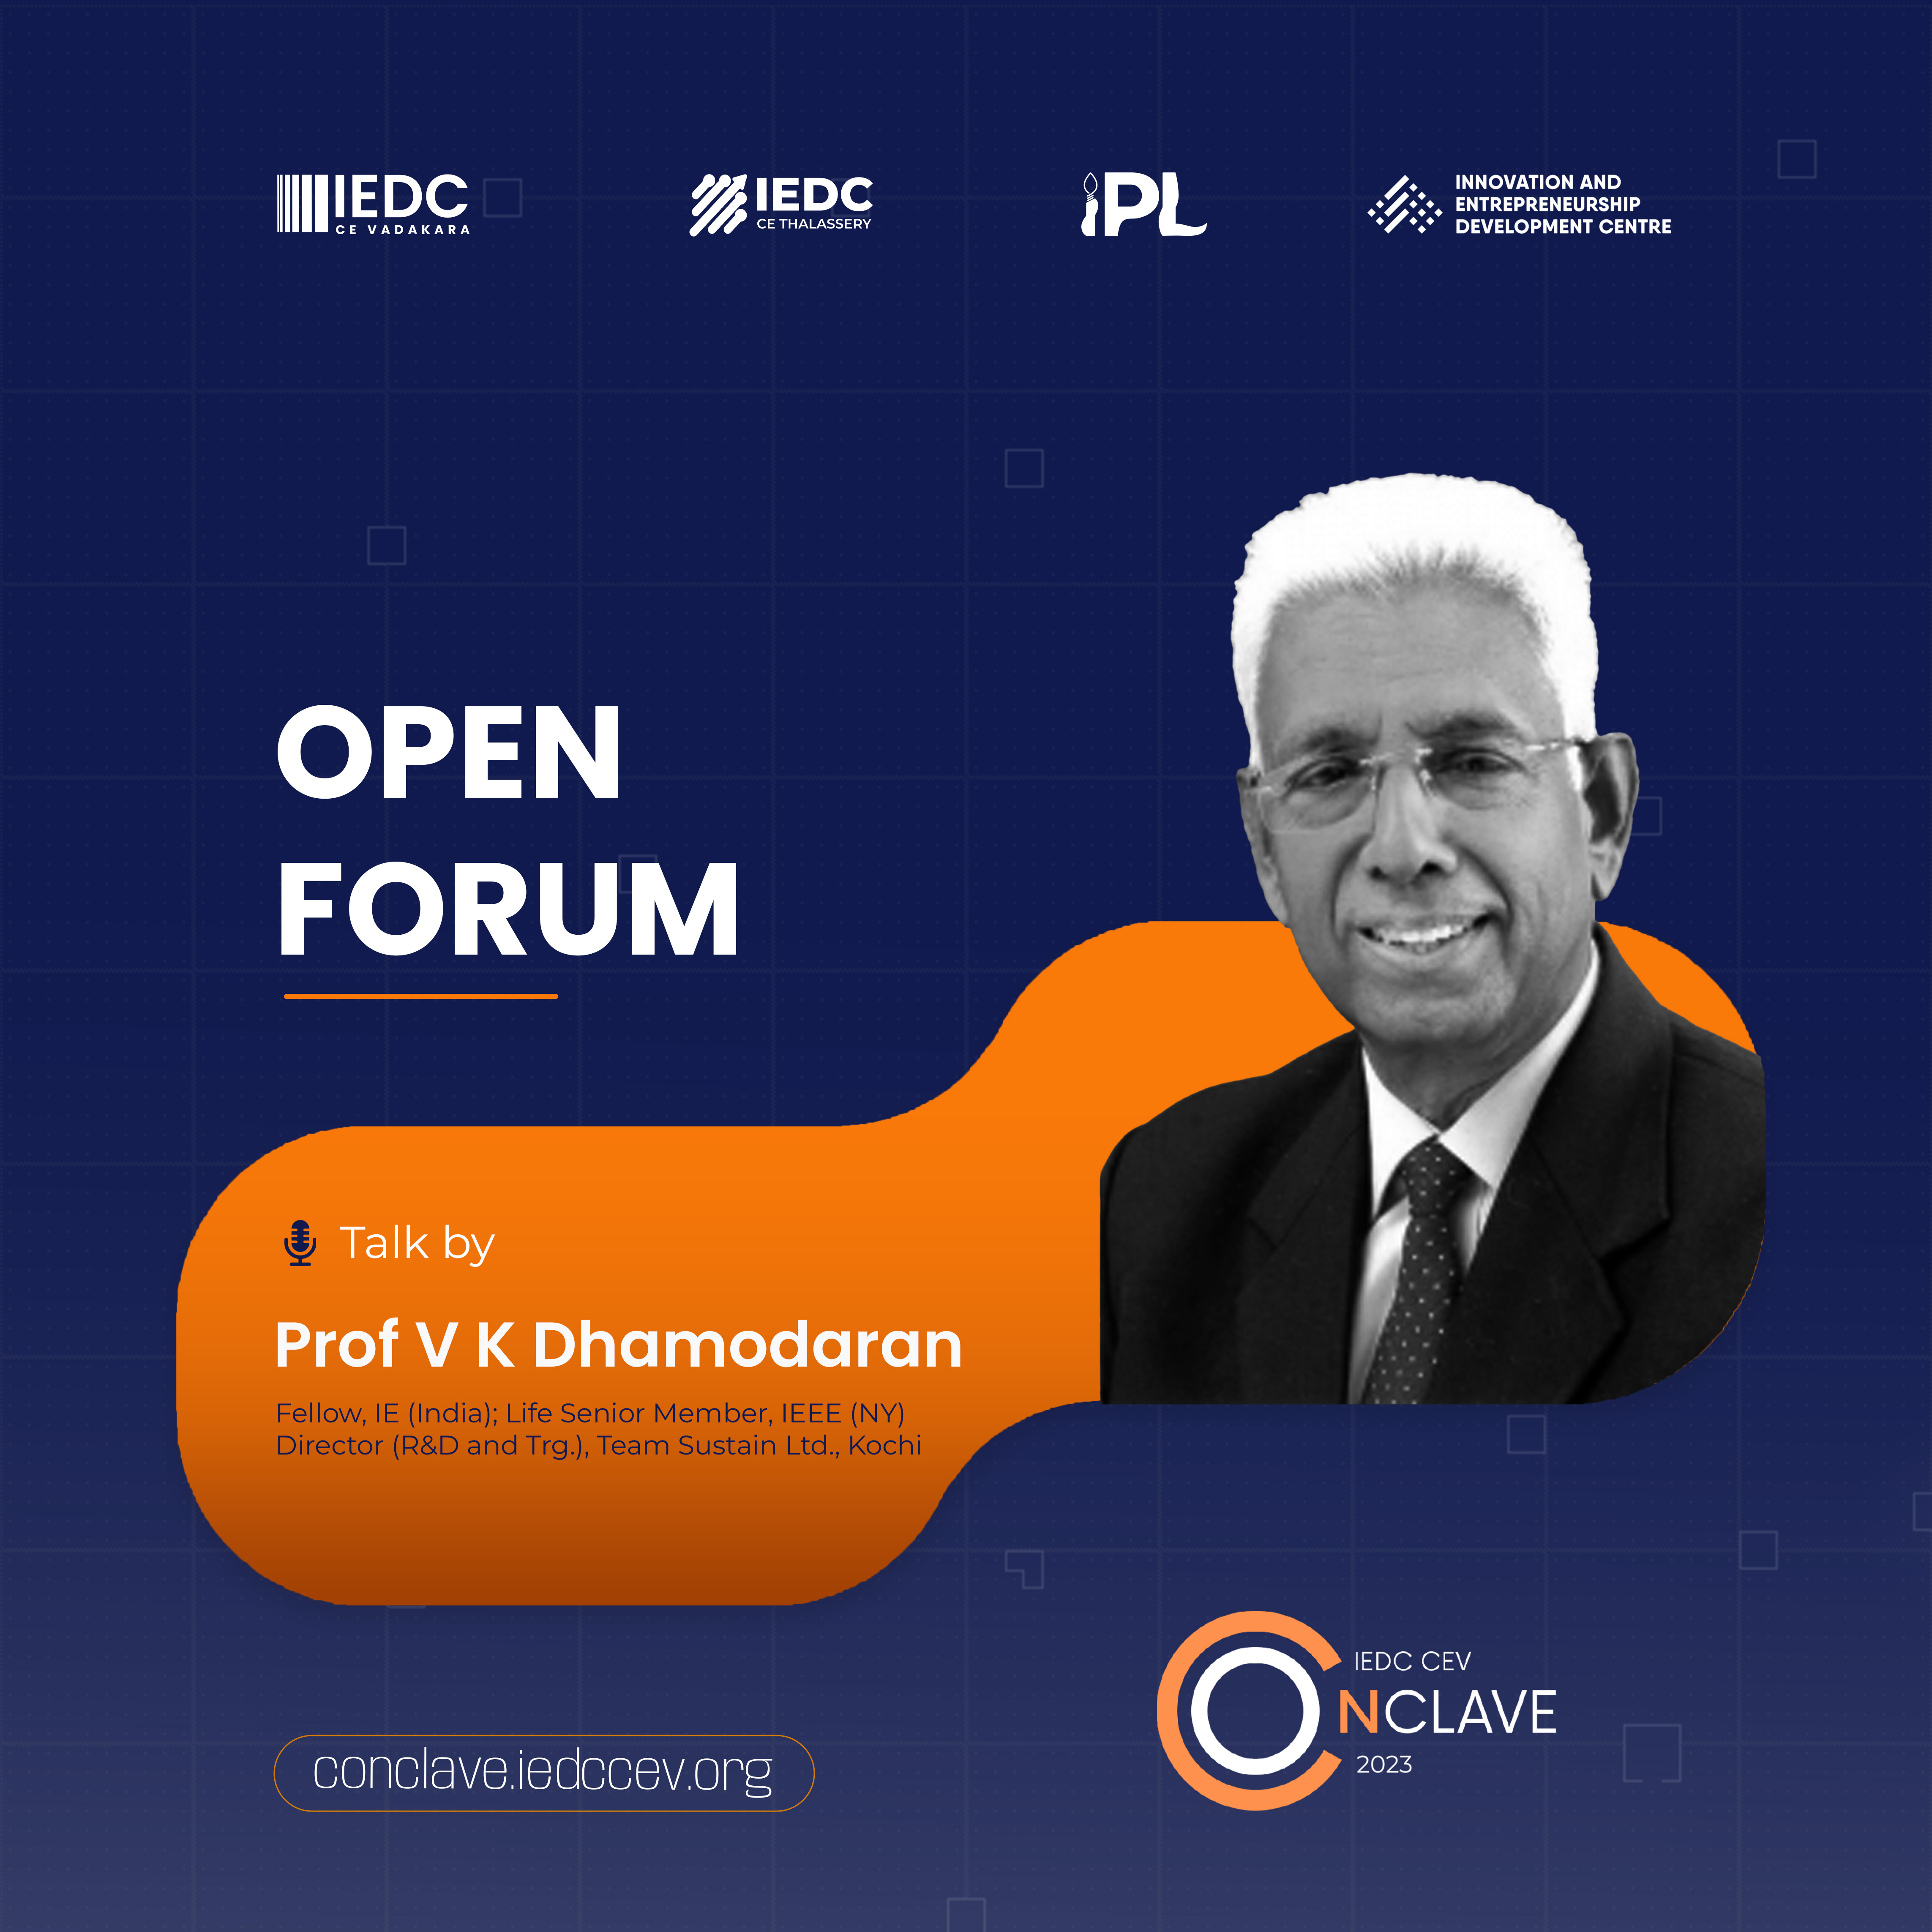 IEDC
CE VADAKARA
IEDC
CE THALASSERY
iPL
INNOVATION AND
ENTREPRENEURSHIP
DEVELOPMENT CENTRE
OPEN
FORUM
Talk by
Prof V K Dhamodaran
Fellow, IE (India); Life Senior Member, IEEE (NY)
Director (R&D and Trg.), Team Sustain Ltd., Kochi
IEDC CEV
CONCLAVE
2023
conclave.iedccev.org